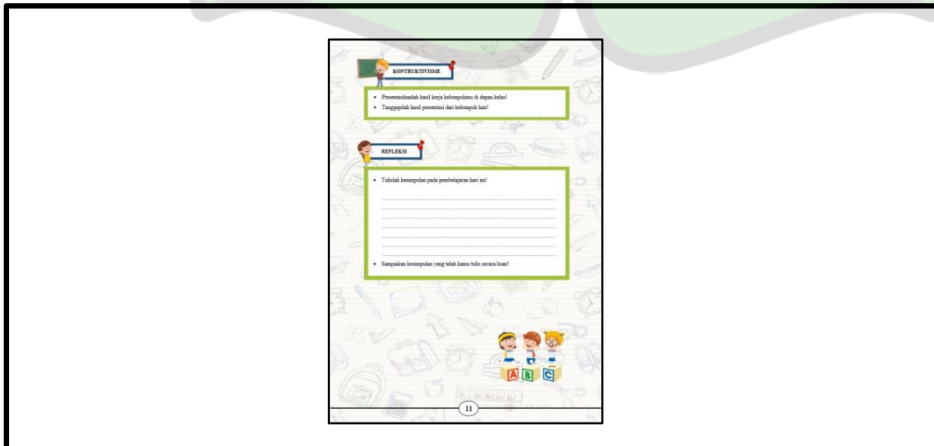 KONTRUKTIVISME
• Presentasikanlah hasil kerja kelompokmu di depan kelas!
• Tanggapilah hasil presentasi dari kelompok lain!
REFLEKSI
• Tulislah kesimpulan pada pembelajaran hari ini!
• Sampaikan kesimpulan yang telah kamu tulis secara lisan!
A B C
11